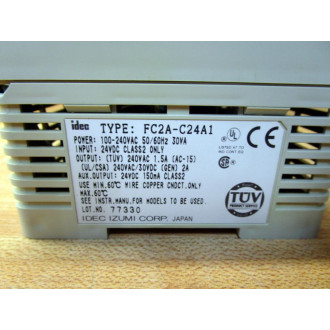 idec TYPE: FC2A-C24A1
POWER: 100-240VAC 50/60Hz 30VA
INPUT: 24VDC CLASS2 ONLY
OUTPUT: (TUV) 240VAC 1.5A (AC-15)
(UL/CSA) 240VAC/30VDC (GEN) 2A
AUX.OUTPUT: 24VDC 150mA CLASS2
USE MIN.60℃ WIRE COPPER CNDCT.ONLY
MAX.60℃
SEE INSTR.MANU.FOR MODELS TO BE USED.
LOT.NO. 77330
IDEC IZUMI CORP. JAPAN
UL
CE
TÜV
PRODUCT SERVICE